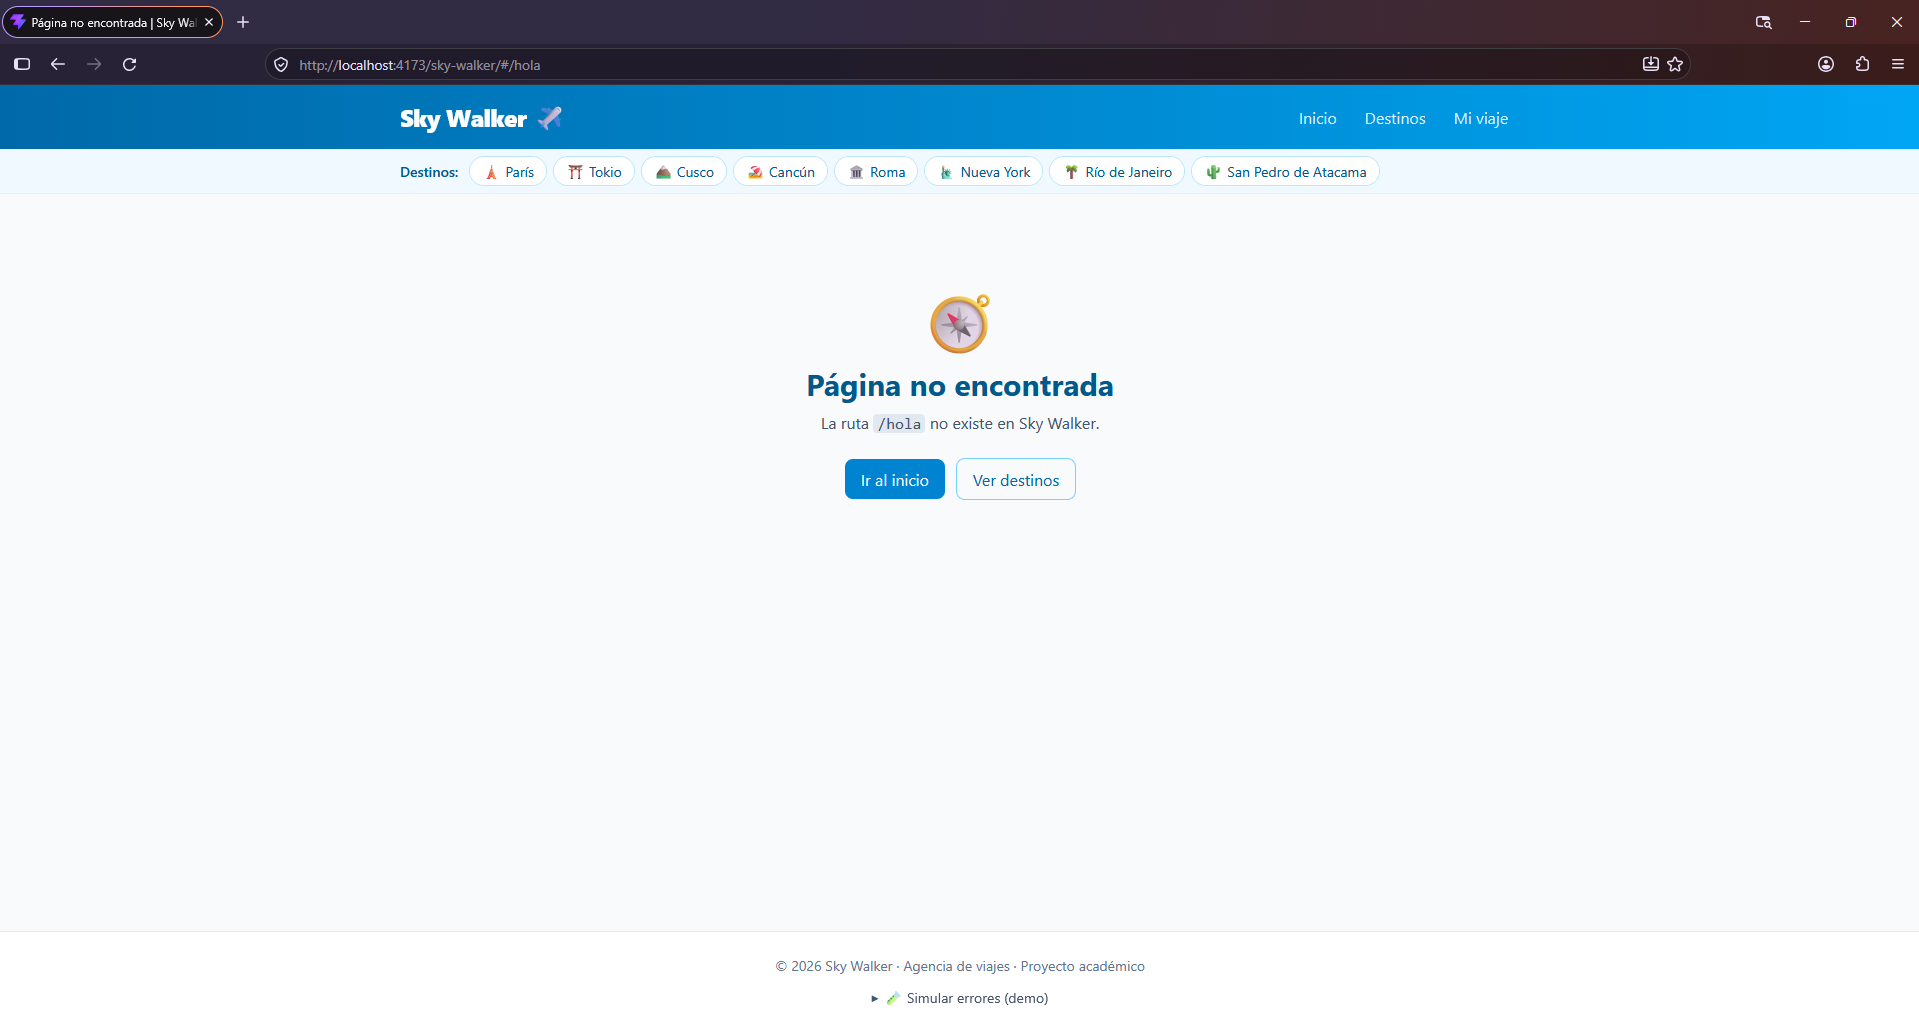 Página no encontrada | Sky Wa
http://localhost:4173/sky-walker/#/hola
Sky Walker
Inicio
Destinos
Mi viaje
Destinos:
París
Tokio
Cusco
Cancún
Roma
Nueva York
Río de Janeiro
San Pedro de Atacama
Página no encontrada
La ruta /hola no existe en Sky Walker.
Ir al inicio
Ver destinos
© 2026 Sky Walker · Agencia de viajes · Proyecto académico
Simular errores (demo)